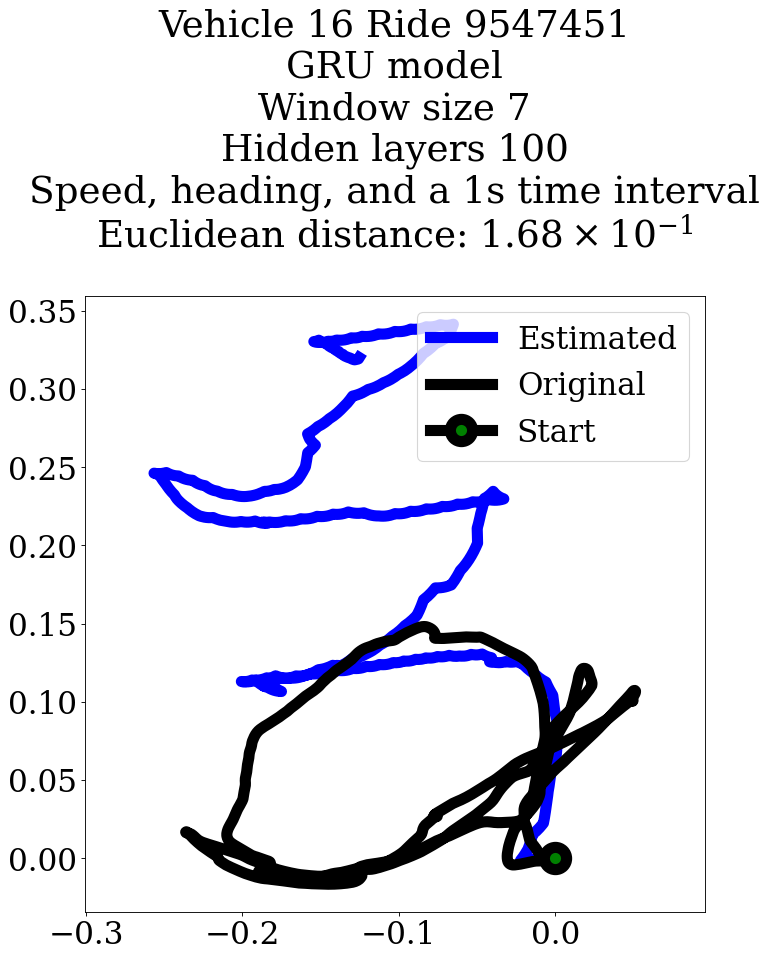 Vehicle 16 Ride 9547451
GRU model
Window size 7
Hidden layers 100
Speed, heading, and a 1s time interval
Euclidean distance: 1.68 × 10⁻¹
0.35
0.30
0.25
0.20
0.15
0.10
0.05
0.00
Estimated
Original
Start
−0.3
−0.2
−0.1
0.0